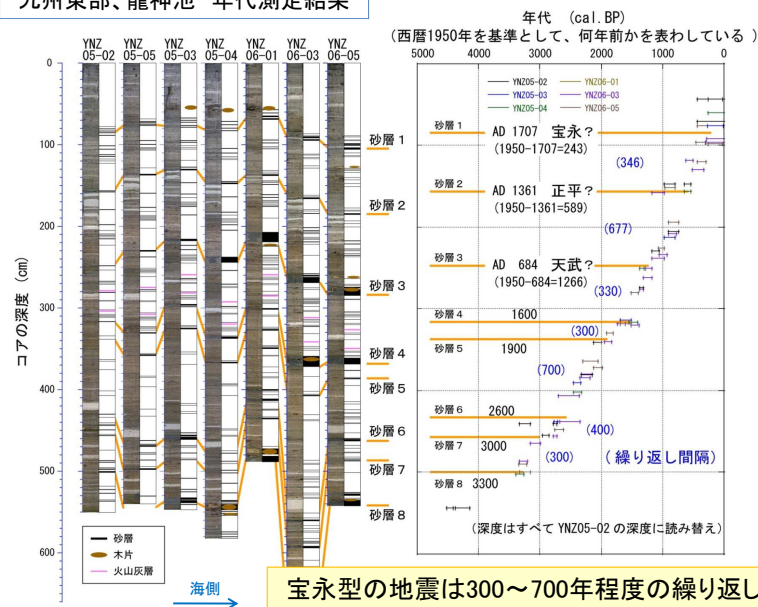 九州東部、龍神池 年代測定結果
YNZ 05-02
YNZ 05-05
YNZ 05-03
YNZ 05-04
YNZ 06-01
YNZ 06-03
YNZ 06-05
コアの深度 (cm)
0
100
200
300
400
500
600
砂層 1
砂層 2
砂層 3
砂層 4
砂層 5
砂層 6
砂層 7
砂層 8
砂層
木片
火山灰層
海側
年代 (cal.BP)
(西暦1950年を基準として、何年前かを表わしている )
5000 4000 3000 2000 1000 0
YNZ05-02 YNZ06-01
YNZ05-03 YNZ06-03
YNZ05-04 YNZ06-05
砂層 1 AD 1707 宝永?
(1950-1707=243)
(346)
砂層 2 AD 1361 正平?
(1950-1361=589)
(677)
砂層 3 AD 684 天武?
(1950-684=1266)
(330)
砂層 4 1600
(300)
砂層 5 1900
(700)
砂層 6 2600
(400)
砂層 7 3000
(300) (繰り返し間隔)
砂層 8 3300
(深度はすべて YNZ05-02 の深度に読み替え)
宝永型の地震は300～700年程度の繰り返し